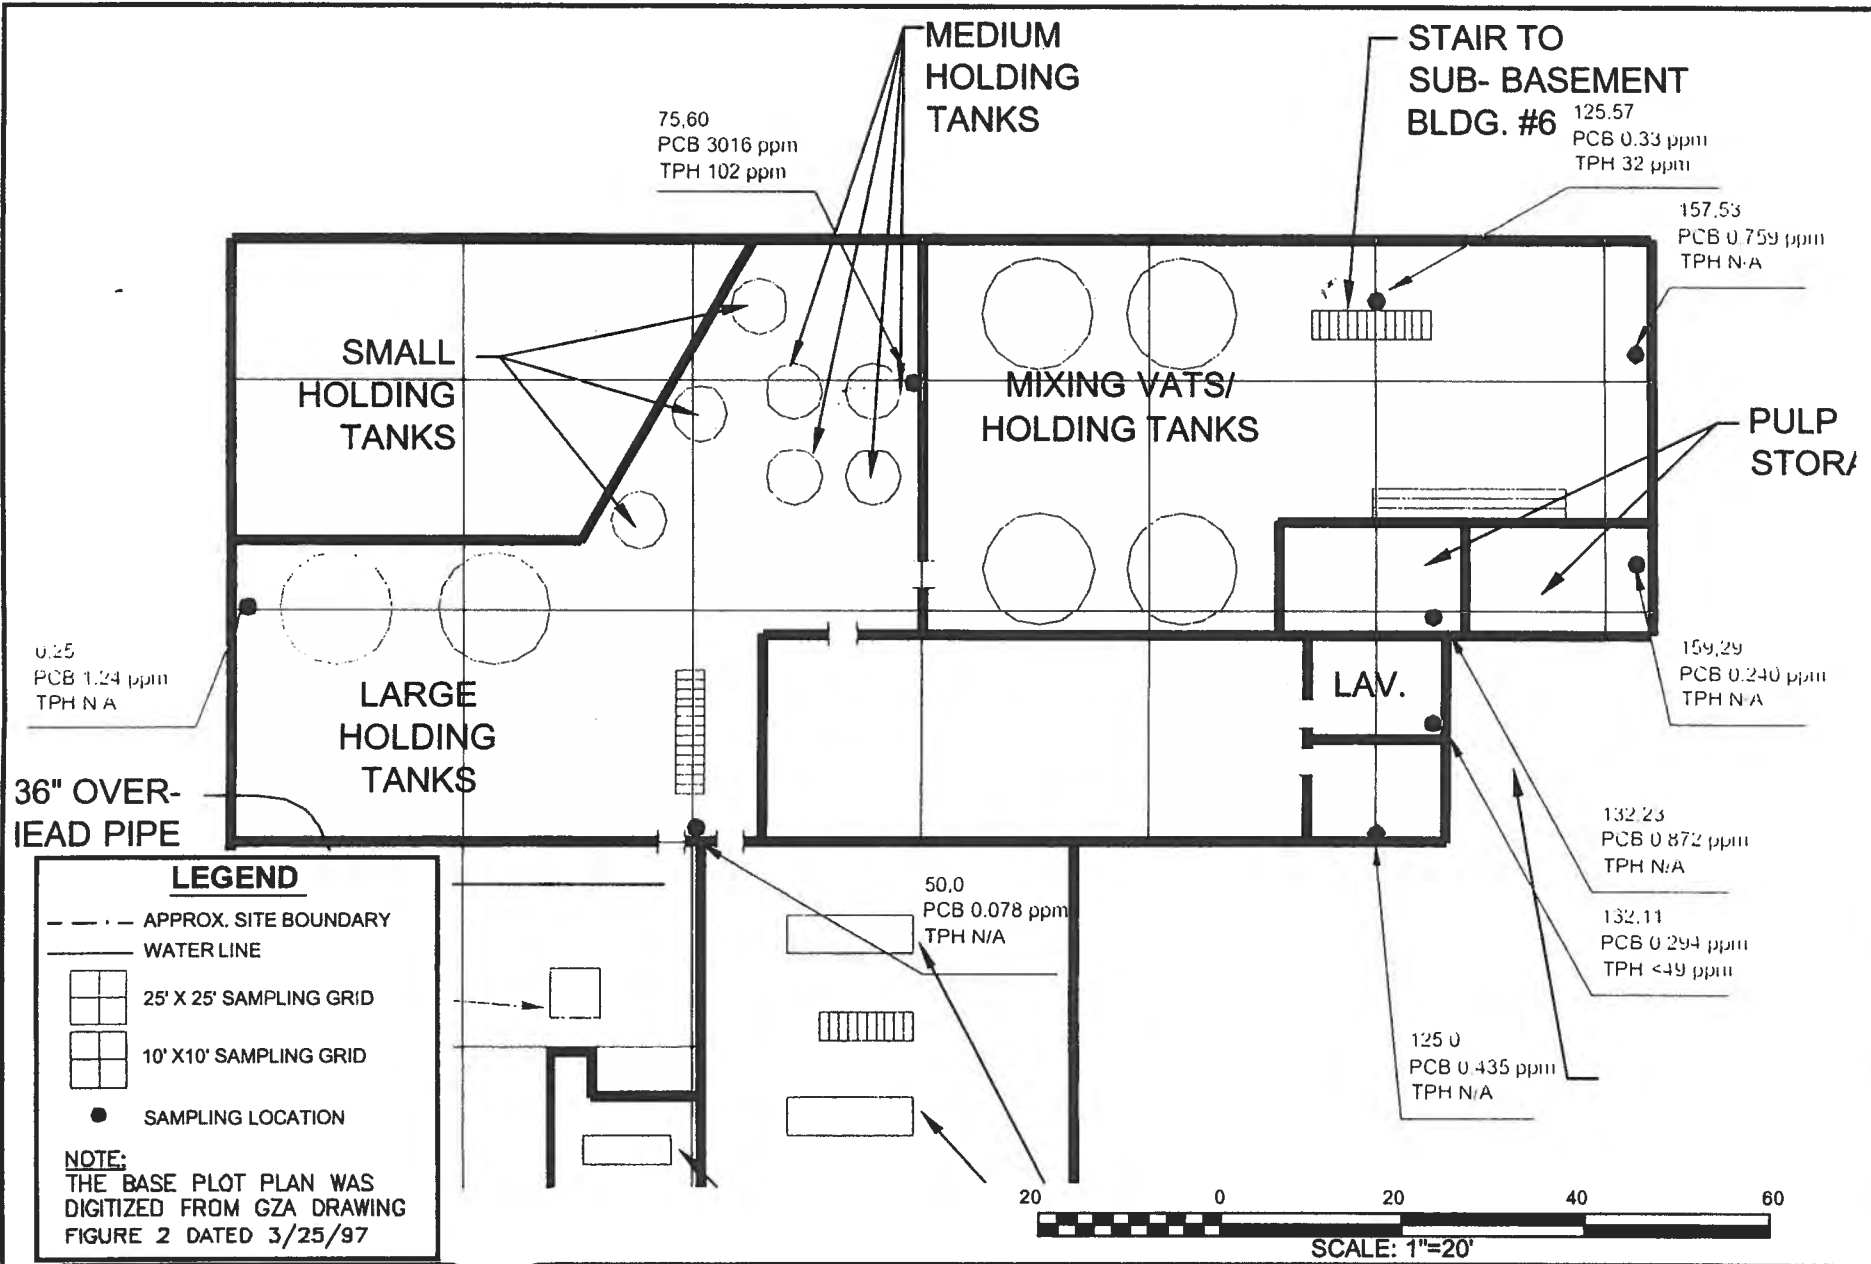 MEDIUM
HOLDING
TANKS
STAIR TO
SUB- BASEMENT
BLDG. #6
75,60
PCB 3016 ppm
TPH 102 ppm
125.57
PCB 0.33 ppm
TPH 32 ppm
157,53
PCB 0.759 ppm
TPH N/A
SMALL
HOLDING
TANKS
MIXING VATS/
HOLDING TANKS
PULP
0.25
PCB 1.24 ppm
TPH N A
LARGE
HOLDING
TANKS
LAV.
159,29
PCB 0.240 ppm
TPH N/A
36" OVER-
PIPE
132,23
PCB 0 872 ppm
TPH N/A
50,0
PCB 0.078 ppm
TPH N/A
132,11
PCB 0 294 ppm
TPH <49 ppm
125 0
PCB 0.435 ppm
TPH N/A
LEGEND
APPROX. SITE BOUNDARY
WATER LINE
25' X 25' SAMPLING GRID
10' X10' SAMPLING GRID
SAMPLING LOCATION
NOTE:
THE BASE PLOT PLAN WAS
DIGITIZED FROM GZA DRAWING
FIGURE 2 DATED 3/25/97
20 0 20 40 60
SCALE: 1"=20'